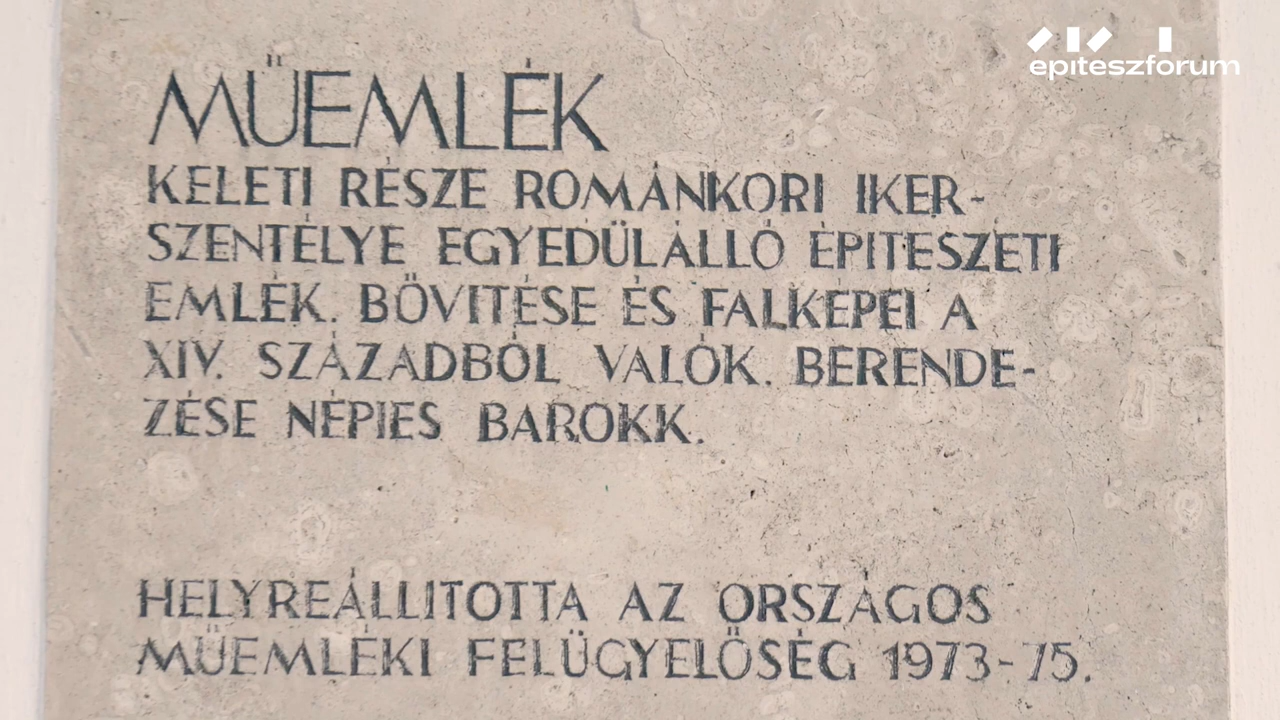 epiteszforum
MŰEMLÉK
KELETI RÉSZE ROMÁNKORI IKER-
SZENTÉLYE EGYEDÜLÁLLÓ ÉPITESZETI
EMLÉK. BŐVITÉSE ÉS FALKÉPEI A
XIV. SZÁZADBÓL VALÓK. BERENDE-
ZÉSE NÉPIES BAROKK.
HELYREÁLLITOTTA AZ ORSZÁGOS
MŰEMLÉKI FELÜGYELŐSÉG 1973-75.